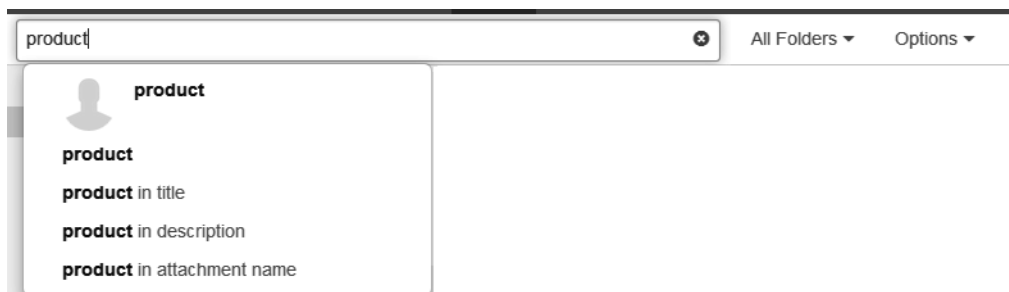 product All Folders Options
product
product
product in title
product in description
product in attachment name